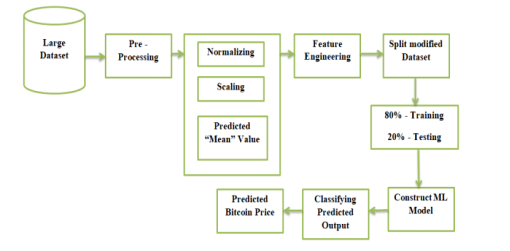 Large
Dataset
Pre -
Processing
Normalizing
Scaling
Predicted
“Mean” Value
Feature
Engineering
Split modified
Dataset
80% - Training
20% - Testing
Construct ML
Model
Classifying
Predicted
Output
Predicted
Bitcoin Price